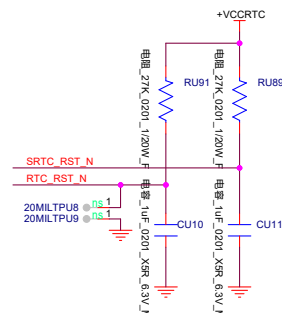 +VCCRTC
电阻_27K_0201_1/20W_F
RU91
电阻_27K_0201_1/20W_F
RU89
SRTC_RST_N
RTC_RST_N
ns 1
20MILTPU8
ns 1
20MILTPU9
电容_1uF_0201_X5R_6.3V_M
CU10
电容_1uF_0201_X5R_6.3V_M
CU11